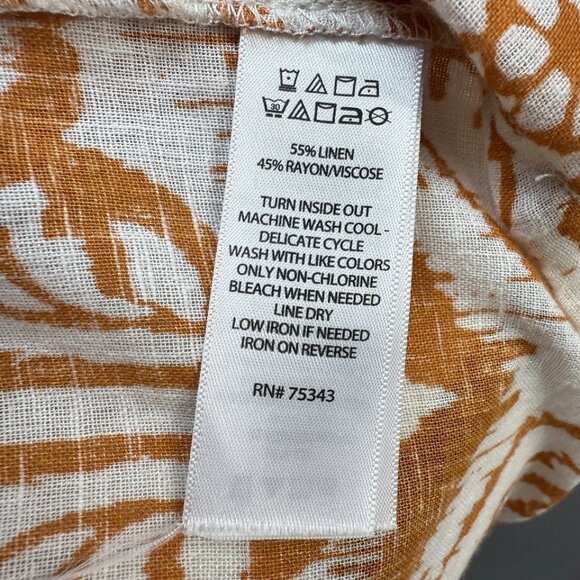 30
55% LINEN
45% RAYON/VISCOSE
TURN INSIDE OUT
MACHINE WASH COOL -
DELICATE CYCLE
WASH WITH LIKE COLORS
ONLY NON-CHLORINE
BLEACH WHEN NEEDED
LINE DRY
LOW IRON IF NEEDED
IRON ON REVERSE
RN# 75343